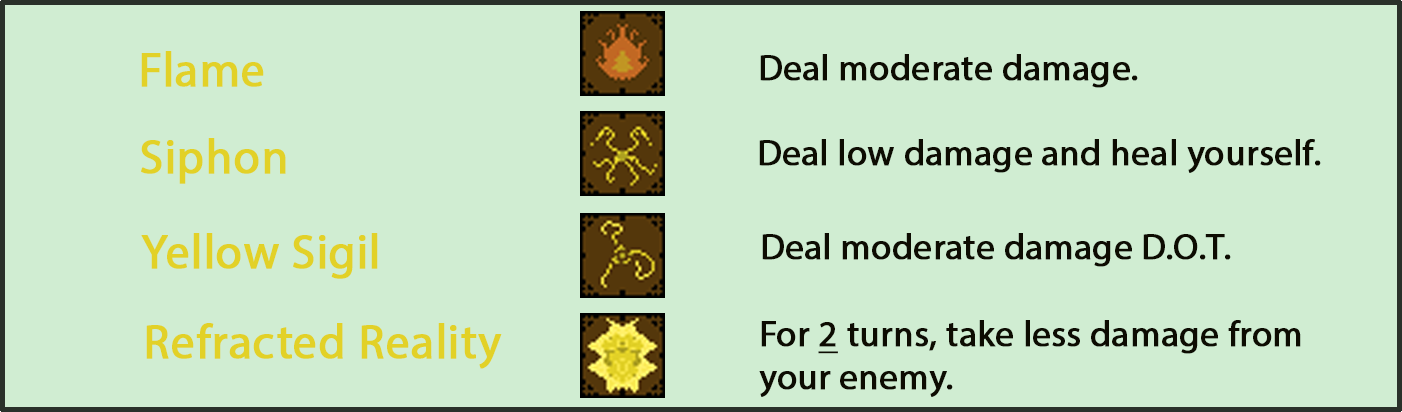 Flame
Deal moderate damage.
Siphon
Deal low damage and heal yourself.
Yellow Sigil
Deal moderate damage D.O.T.
Refracted Reality
For 2 turns, take less damage from
your enemy.